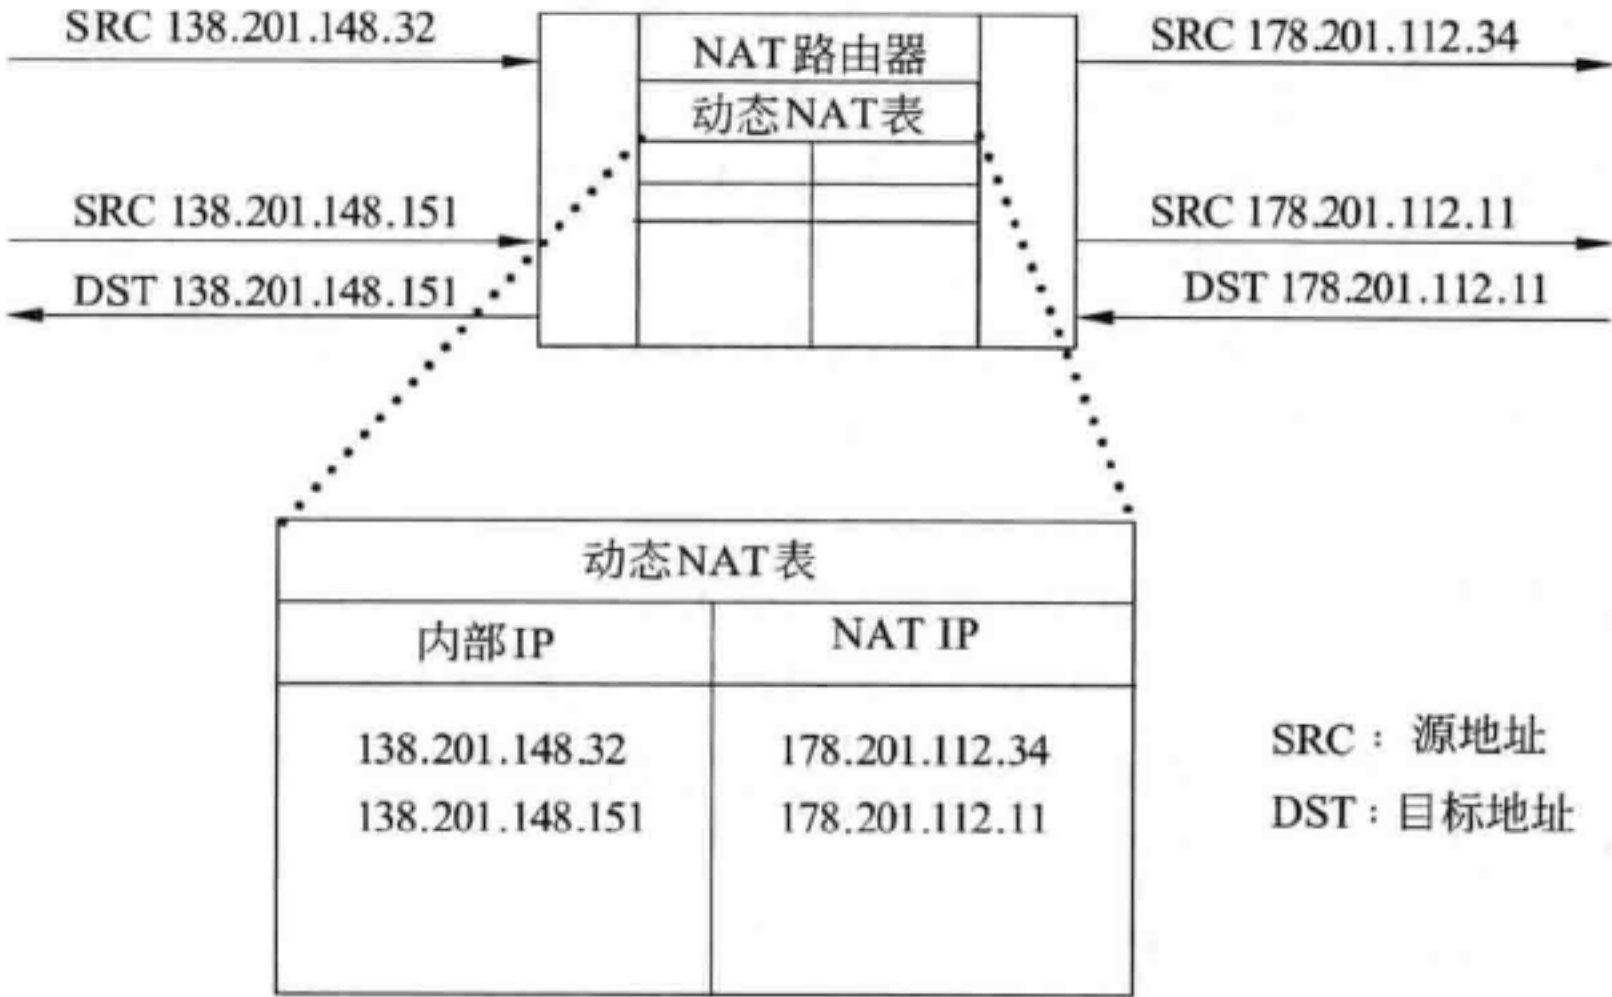 SRC 138.201.148.32
NAT路由器
SRC 178.201.112.34
动态NAT表
SRC 138.201.148.151
SRC 178.201.112.11
DST 138.201.148.151
DST 178.201.112.11
动态NAT表
内部IP
NAT IP
138.201.148.32
178.201.112.34
138.201.148.151
178.201.112.11
SRC：源地址
DST：目标地址